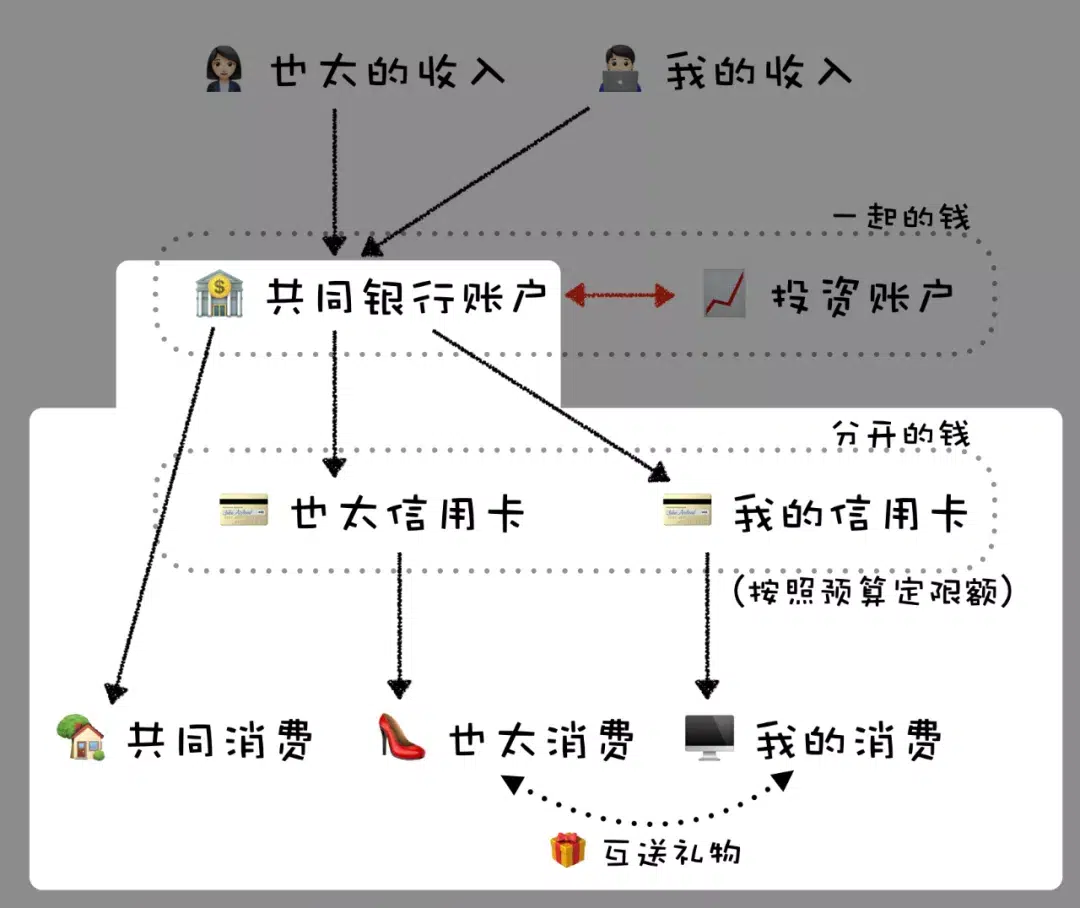 也太的收入
我的收入
一起的钱
共同银行账户
投资账户
分开的钱
也太信用卡
我的信用卡
(按照预算定限额)
共同消费
也太消费
我的消费
互送礼物